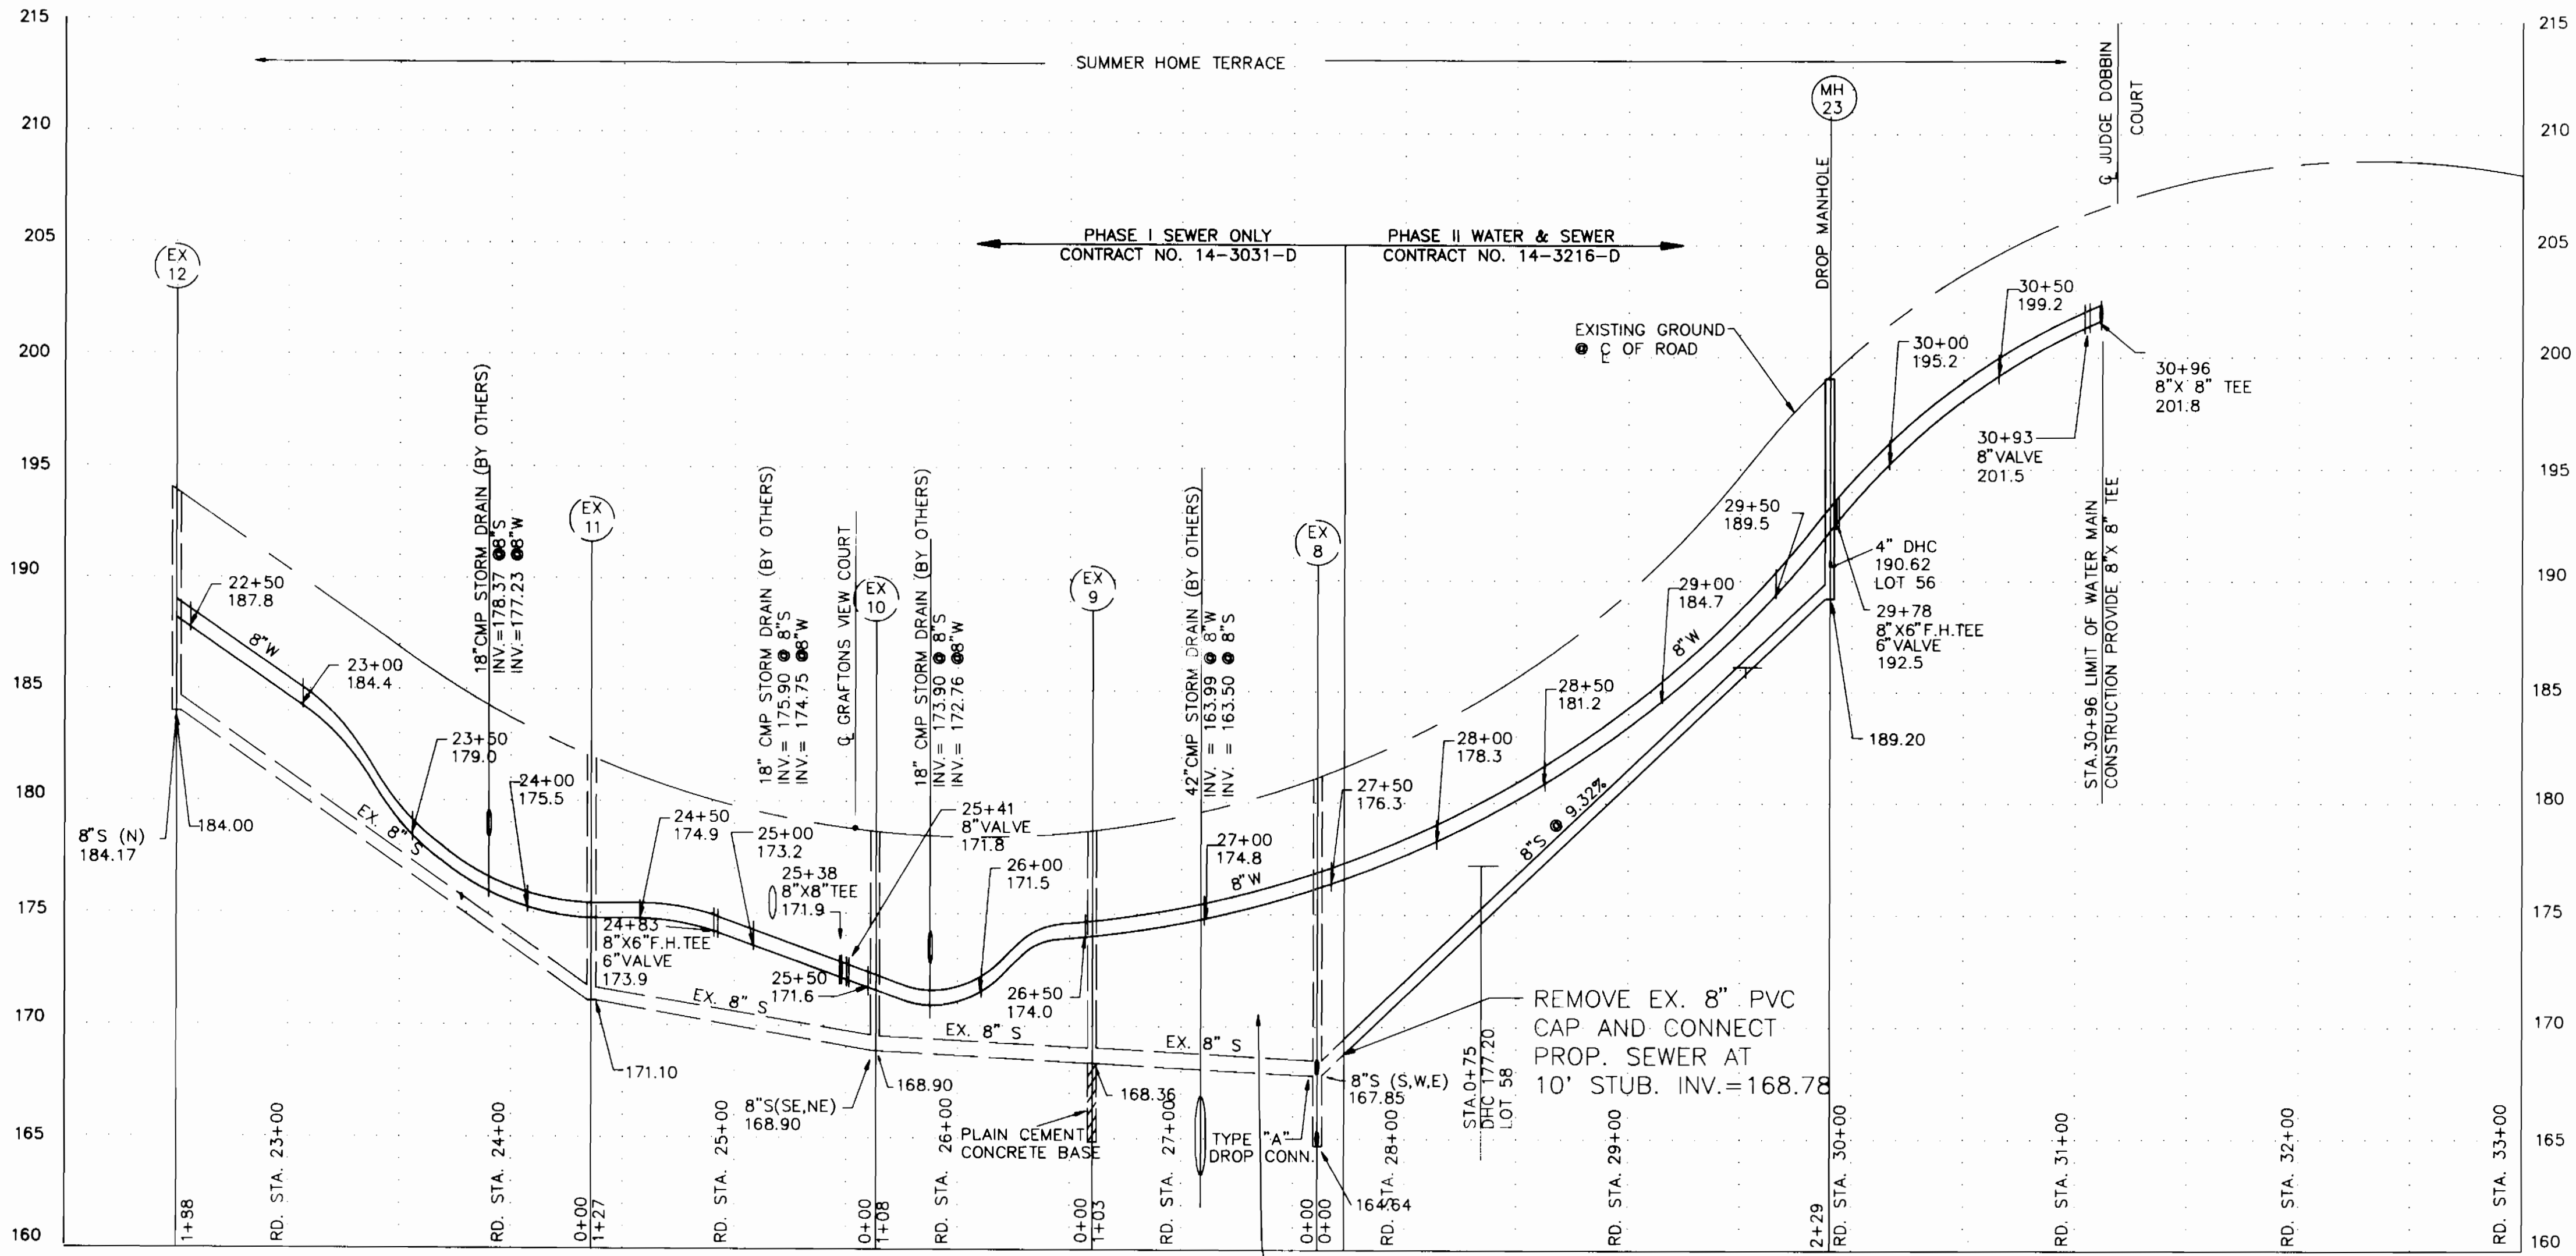 215
210
205
200
195
190
185
180
175
170
165
160
SUMMER HOME TERRACE
PHASE I SEWER ONLY
CONTRACT NO. 14-3031-D
PHASE II WATER & SEWER
CONTRACT NO. 14-3216-D
EX
12
22+50
187.8
8"W
23+00
184.4
23+50
179.0
18"CMP STORM DRAIN (BY OTHERS)
INV.=178.37 @8"S
INV.=177.23 @8"W
24+00
175.5
EX. 8" S
8"S (N)
184.17
184.00
EX
11
24+50
174.9
24+83
8"X6"F.H.TEE
6"VALVE
173.9
25+00
173.2
18" CMP STORM DRAIN (BY OTHERS)
INV.= 175.90 @ 8"S
INV.= 174.75 @8"W
℄ GRAFTONS VIEW COURT
25+38
8"X8"TEE
171.9
25+41
8"VALVE
171.8
25+50
171.6
EX. 8" S
171.10
EX
10
18" CMP STORM DRAIN (BY OTHERS)
INV.= 173.90 @ 8"S
INV.= 172.76 @8"W
26+00
171.5
26+50
174.0
EX. 8" S
8"S(SE,NE)
168.90
168.90
EX
9
168.36
PLAIN CEMENT
CONCRETE BASE
42"CMP STORM DRAIN (BY OTHERS)
INV. = 163.99 @ 8"W
INV. = 163.50 @ 8"S
27+00
174.8
8"W
EX. 8" S
TYPE "A"
DROP CONN.
EX
8
27+50
176.3
28+00
178.3
28+50
181.2
29+00
184.7
29+50
189.5
8"W
8"S @ 9.32%
8"S (S,W,E)
167.85
164.64
STA.0+75
DHC 177.20
LOT 58
REMOVE EX. 8" PVC
CAP AND CONNECT
PROP. SEWER AT
10' STUB. INV.=168.78
EXISTING GROUND
@ ℄ OF ROAD
MH
23
DROP MANHOLE
4" DHC
190.62
LOT 56
29+78
8"X6"F.H.TEE
6"VALVE
192.5
189.20
30+00
195.2
30+50
199.2
30+93
8"VALVE
201.5
30+96
8"X 8" TEE
201.8
STA.30+96 LIMIT OF WATER MAIN
CONSTRUCTION PROVIDE 8"X 8" TEE
℄ JUDGE DOBBIN
COURT
1+88
RD. STA. 23+00
RD. STA. 24+00
0+00
1+27
RD. STA. 25+00
0+00
1+08
RD. STA. 26+00
0+00
1+03
RD. STA. 27+00
0+00
0+00
RD. STA. 28+00
RD. STA. 29+00
2+29
RD. STA. 30+00
RD. STA. 31+00
RD. STA. 32+00
RD. STA. 33+00
215
210
205
200
195
190
185
180
175
170
165
160